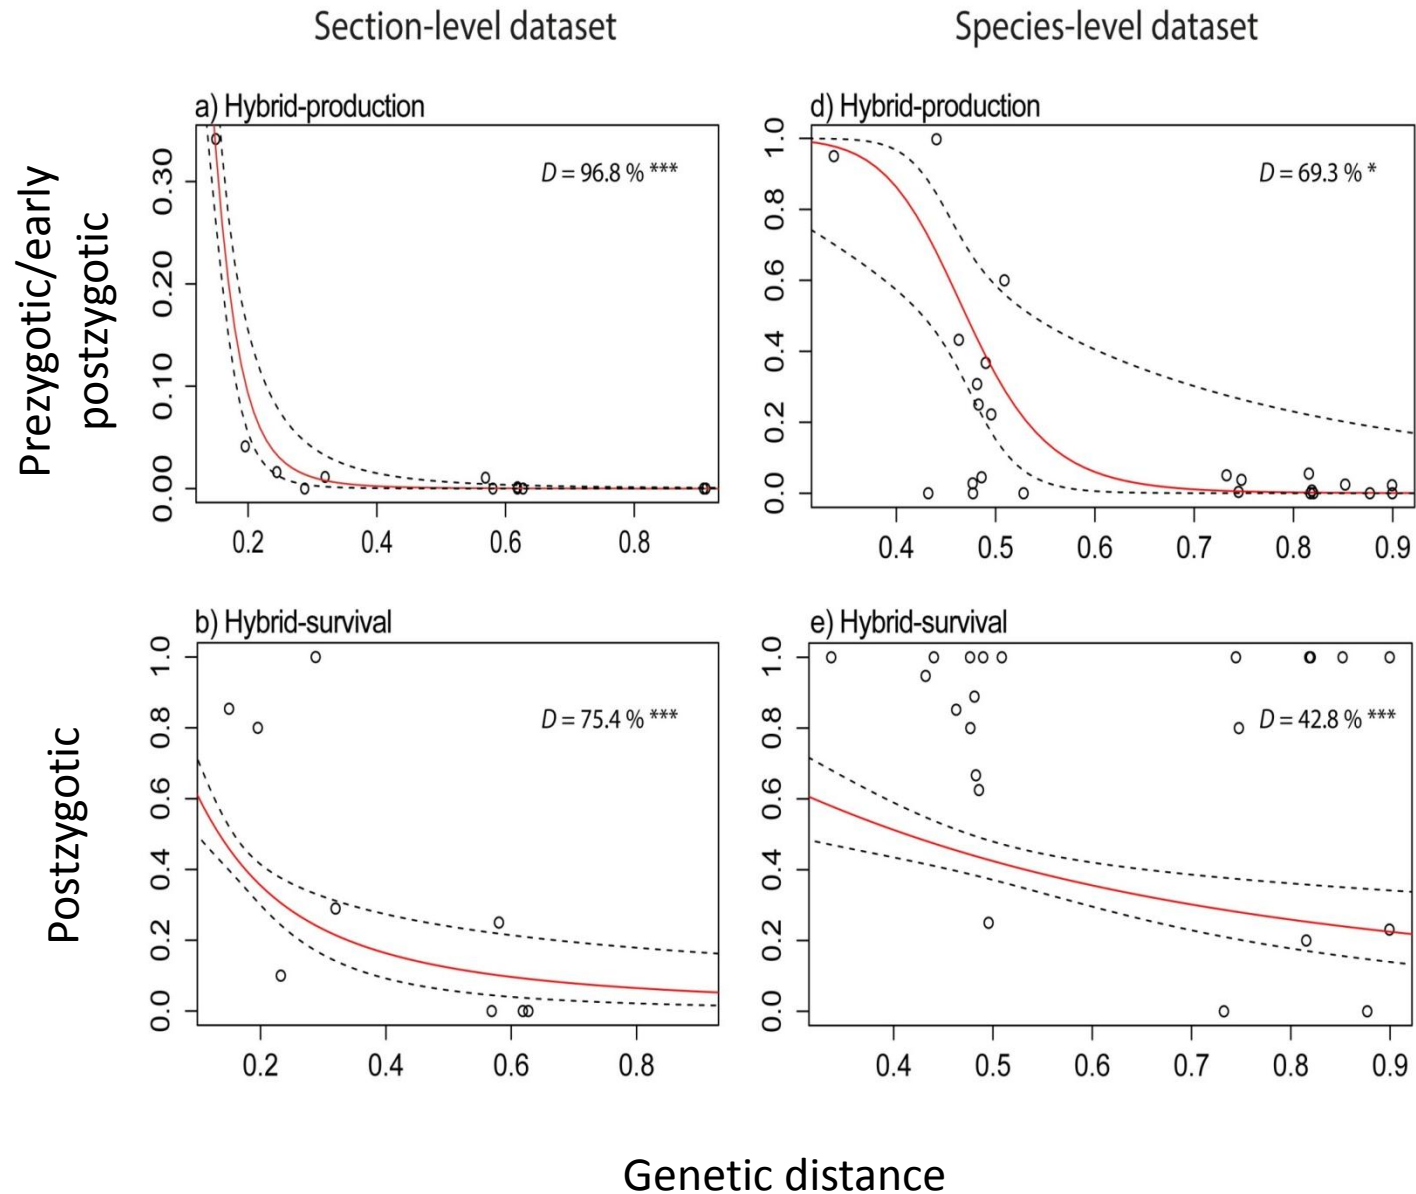 Section-level dataset
Species-level dataset
Prezygotic/early
postzygotic
a) Hybrid-production
D = 96.8 % ***
0.30
0.20
0.10
0.00
0.2 0.4 0.6 0.8
d) Hybrid-production
D = 69.3 % *
1.0
0.8
0.6
0.4
0.2
0.0
0.4 0.5 0.6 0.7 0.8 0.9
Postzygotic
b) Hybrid-survival
D = 75.4 % ***
1.0
0.8
0.6
0.4
0.2
0.0
0.2 0.4 0.6 0.8
e) Hybrid-survival
D = 42.8 % ***
1.0
0.8
0.6
0.4
0.2
0.0
0.4 0.5 0.6 0.7 0.8 0.9
Genetic distance